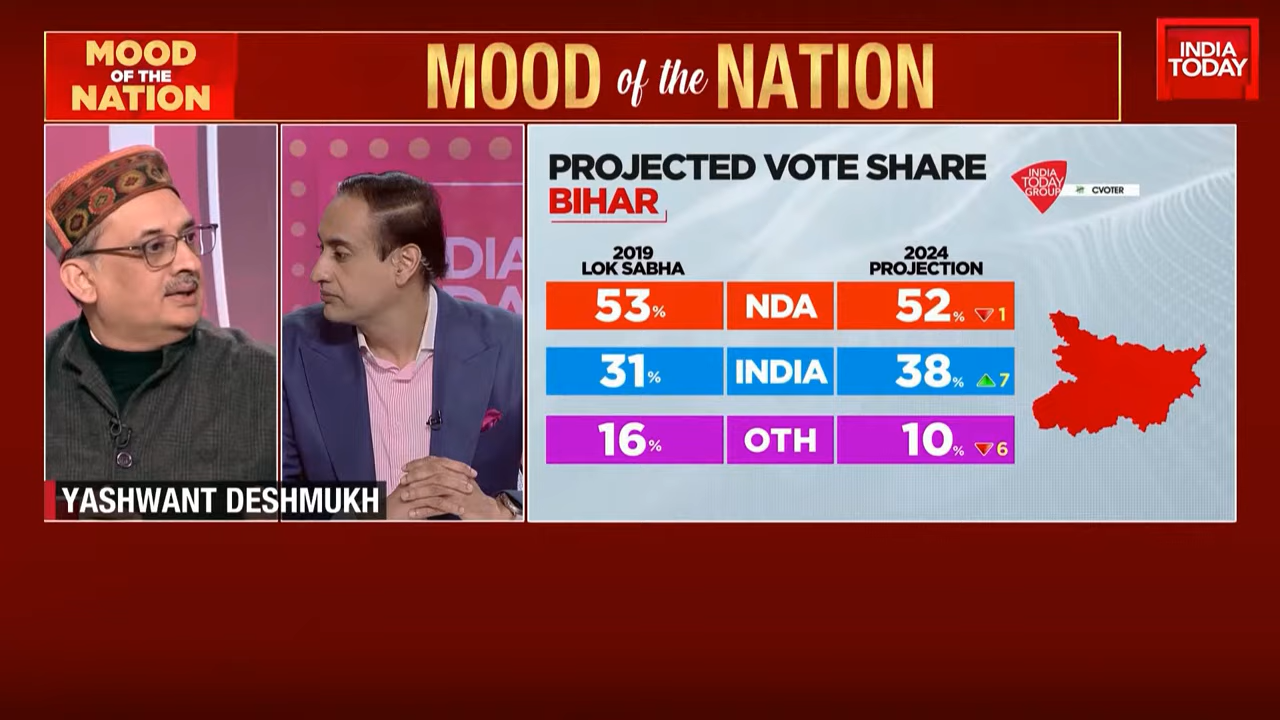 MOOD
OF THE
NATION
MOOD of the NATION
INDIA
TODAY
PROJECTED VOTE SHARE
BIHAR
INDIA
TODAY
GROUP
CVOTER
2019
LOK SABHA
2024
PROJECTION
53% NDA 52% 1
31% INDIA 38% 7
16% OTH 10% 6
YASHWANT DESHMUKH